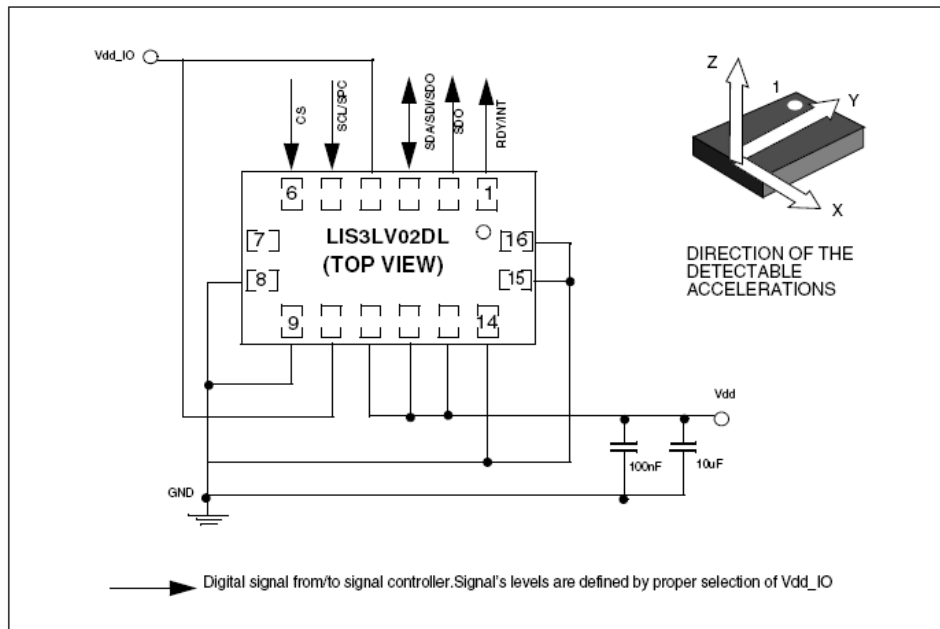 Vdd_IO
CS
SCL/SPC
SDA/SDI/SDO
SDO
RDY/INT
Z
1
Y
X
6
1
7
LIS3LV02DL
16
(TOP VIEW)
8
15
9
14
DIRECTION OF THE
DETECTABLE
ACCELERATIONS
Vdd
100nF
10uF
GND
Digital signal from/to signal controller.Signal's levels are defined by proper selection of Vdd_IO